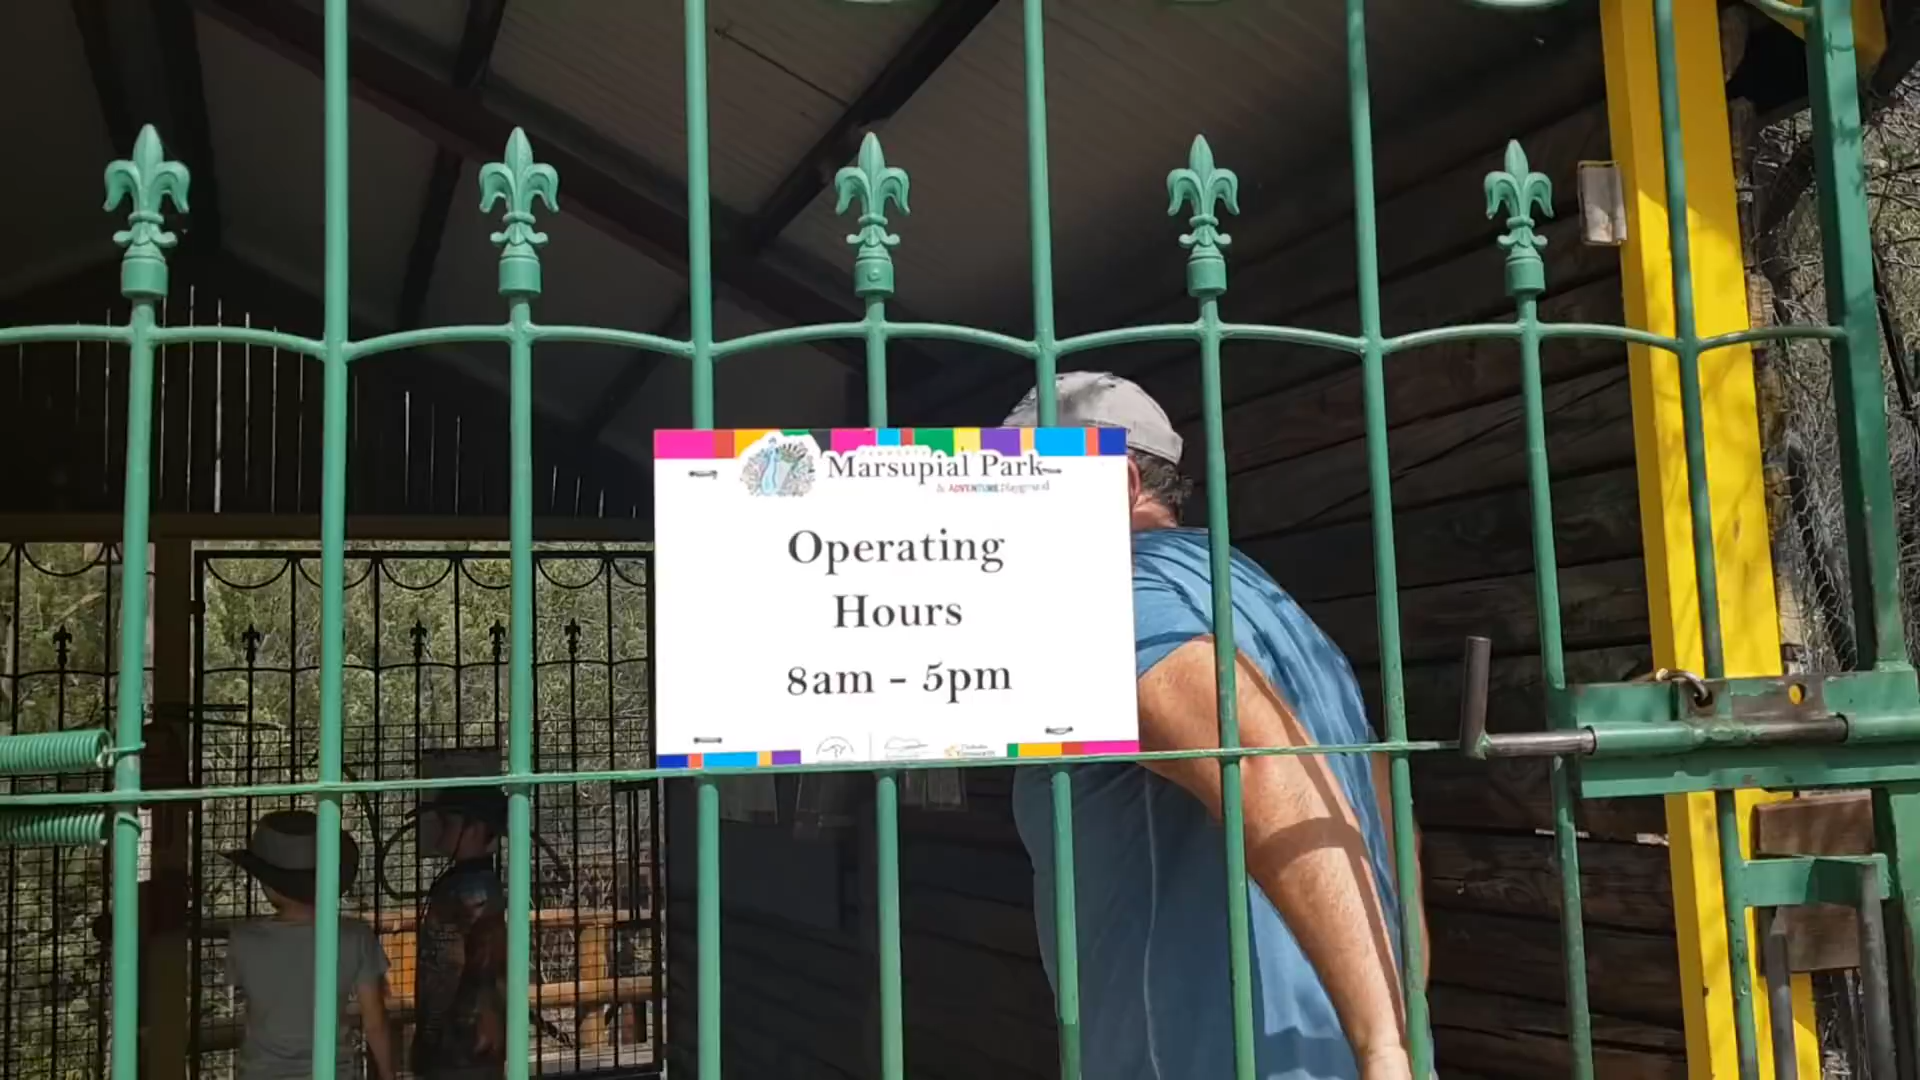 Marsupial Park
& ADVENTURE playground
Operating
Hours
8am - 5pm